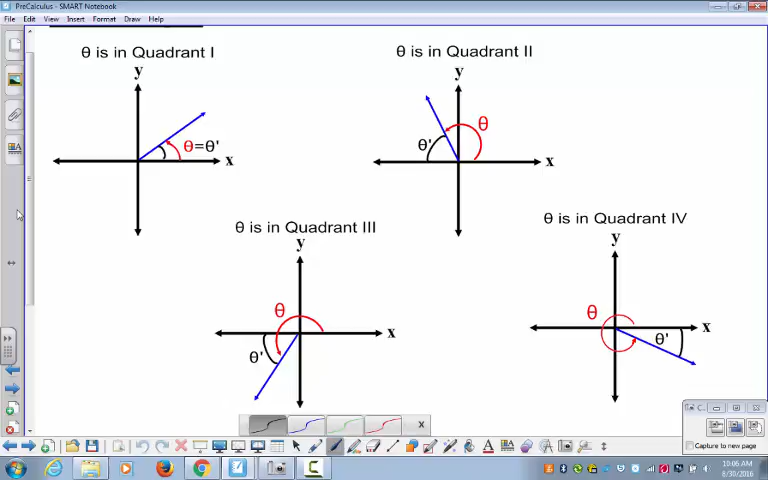 PreCalculus - SMART Notebook
File Edit View Insert Format Draw Help
θ is in Quadrant I
y
θ=θ'
x
θ is in Quadrant II
y
θ
θ'
x
θ is in Quadrant III
y
θ
x
θ'
θ is in Quadrant IV
y
θ
x
θ'
x
C..
Capture to new page
10:06 AM
8/30/2016